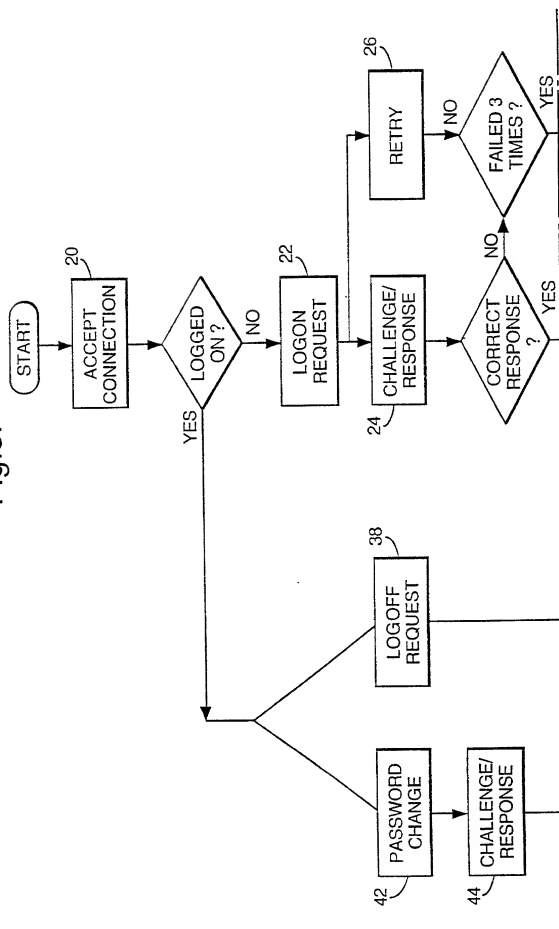 START
20
ACCEPT
CONNECTION
LOGGED
ON ?
YES
NO
22
LOGON
REQUEST
42
PASSWORD
CHANGE
38
LOGOFF
REQUEST
24
CHALLENGE/
RESPONSE
26
RETRY
NO
44
CHALLENGE/
RESPONSE
CORRECT
RESPONSE
?
NO
FAILED 3
TIMES ?
YES
YES